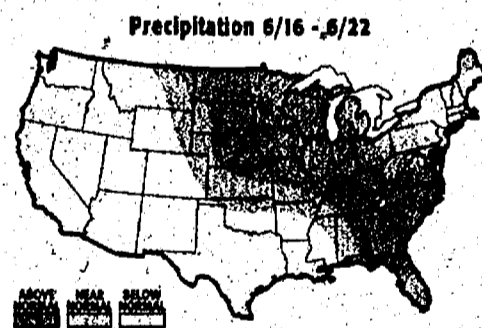 Precipitation 6/16 - 6/22
ABOVE NEAR BELOW
NORMAL NORMAL NORMAL